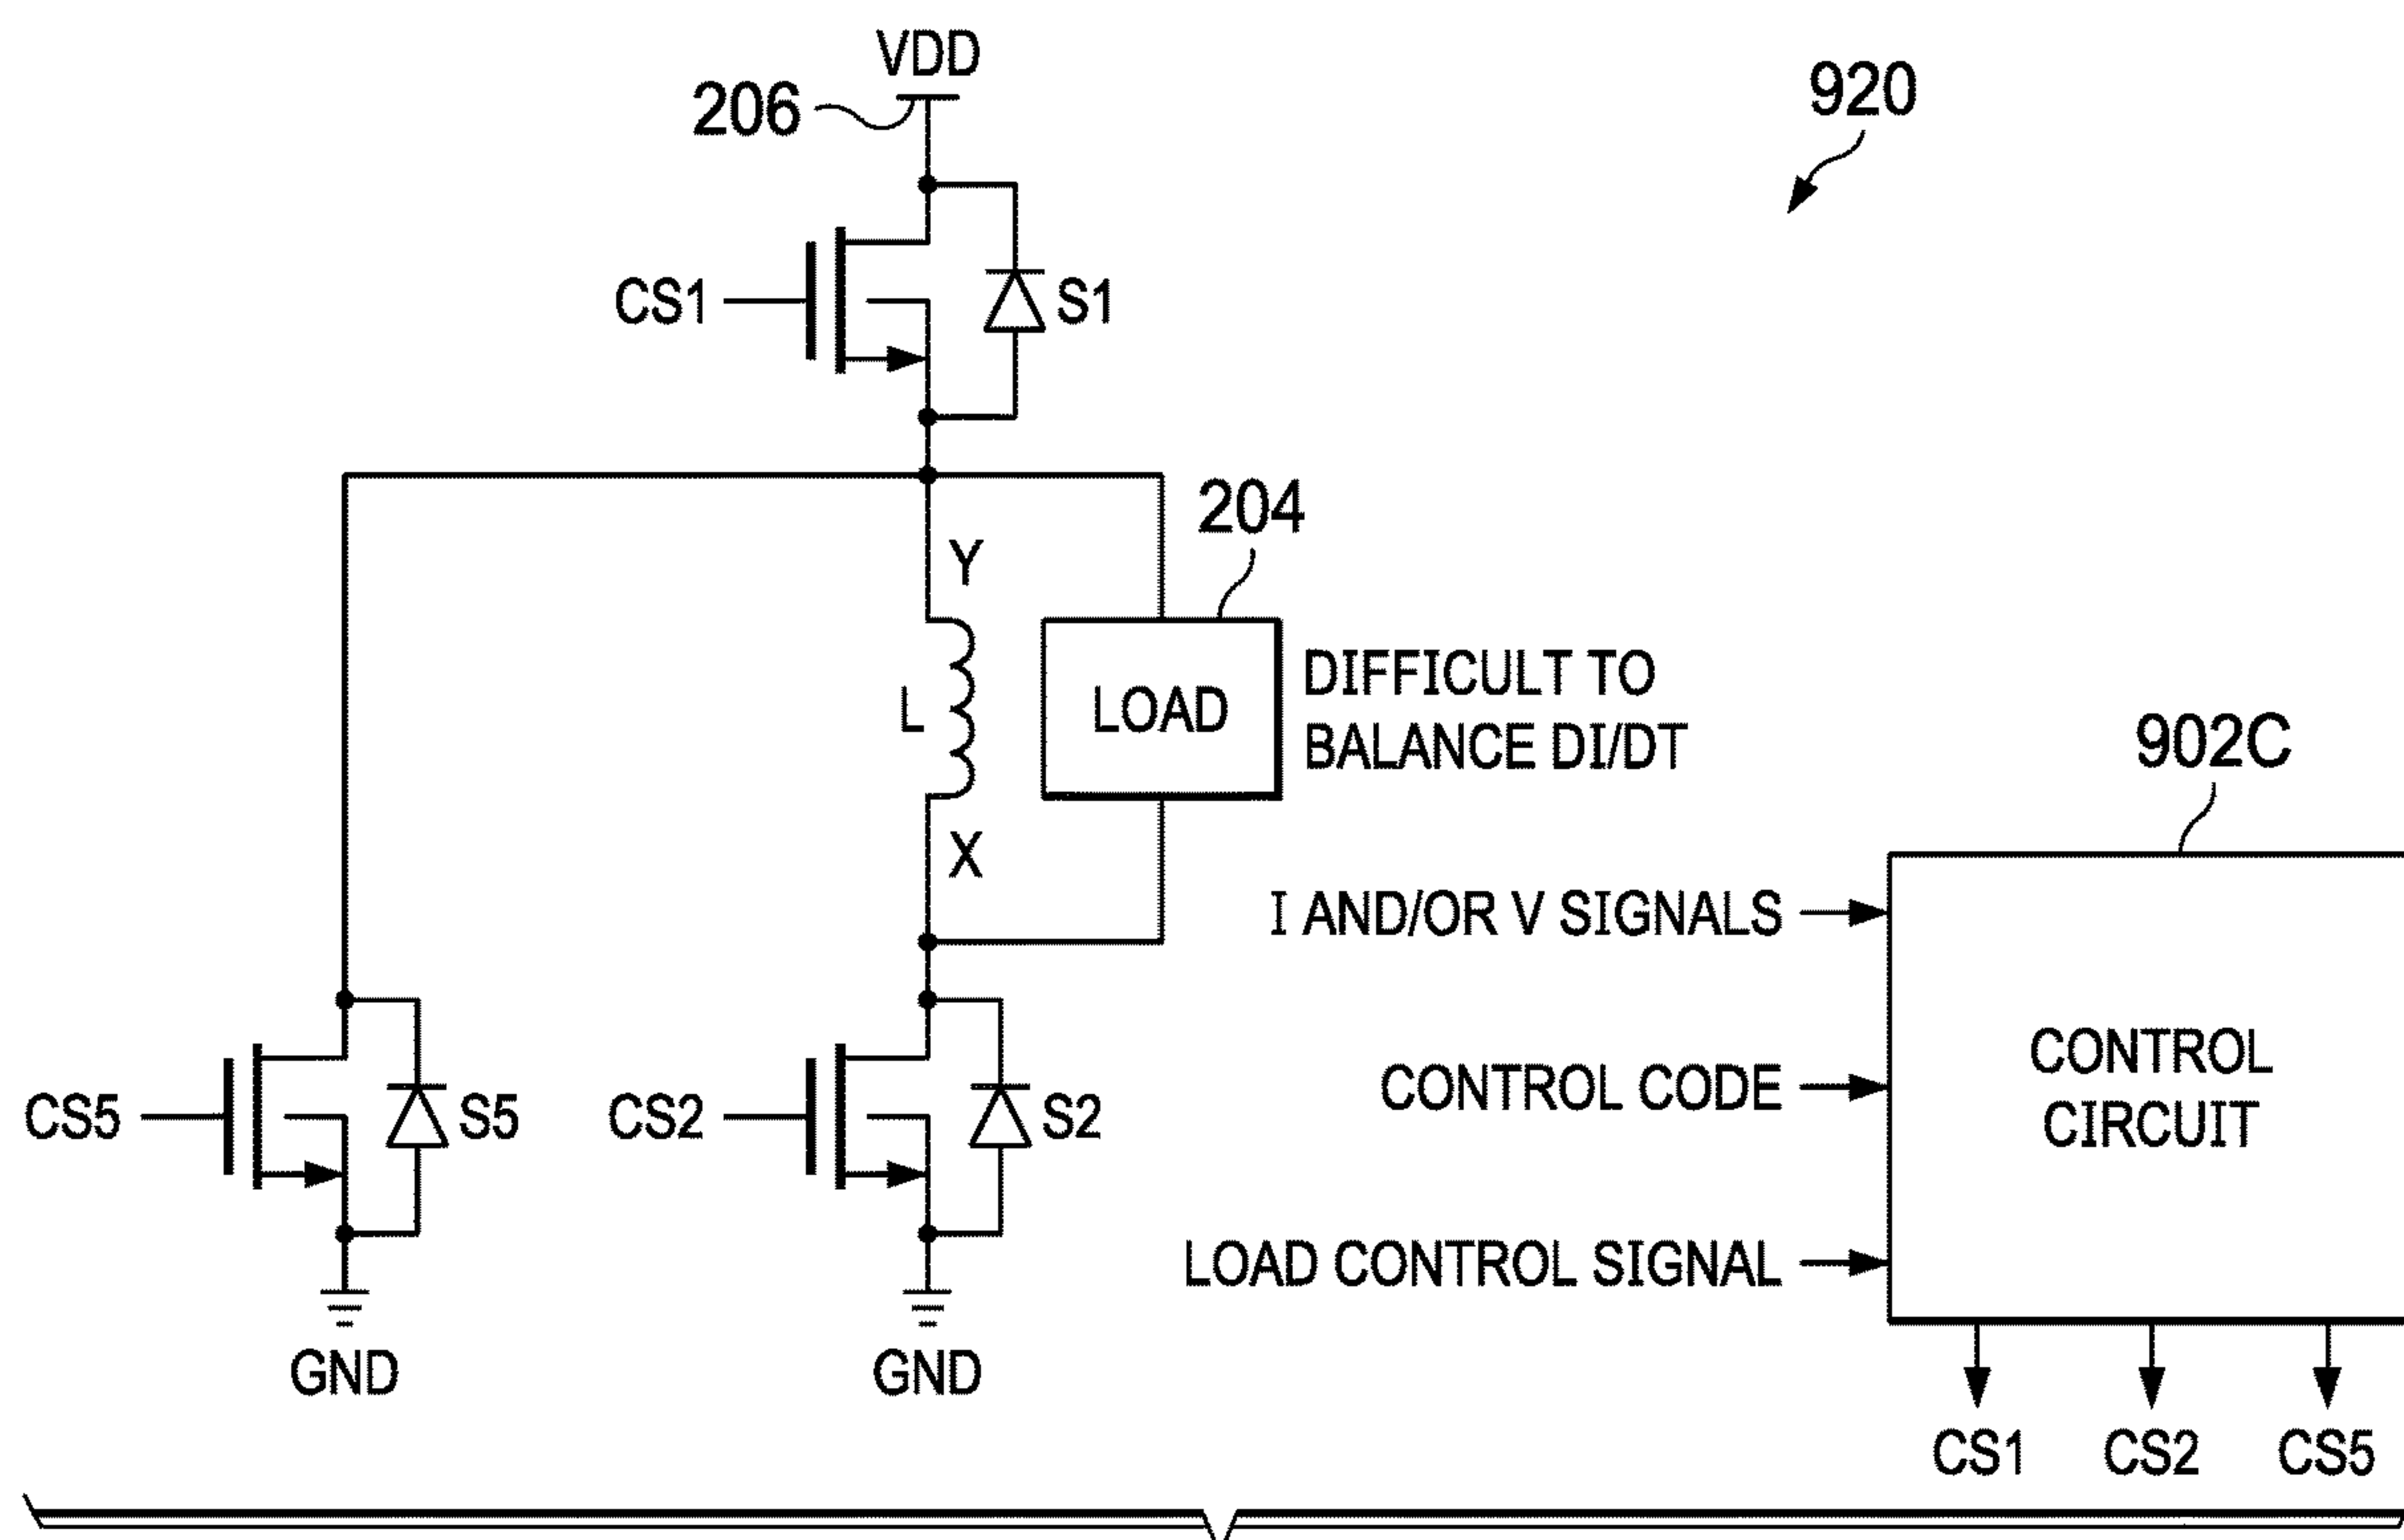 VDD
206
920
CS1
S1
204
Y
L
LOAD
DIFFICULT TO
BALANCE DI/DT
X
902C
I AND/OR V SIGNALS
CONTROL CODE
LOAD CONTROL SIGNAL
CONTROL
CIRCUIT
CS5
S5
CS2
S2
GND
GND
CS1
CS2
CS5